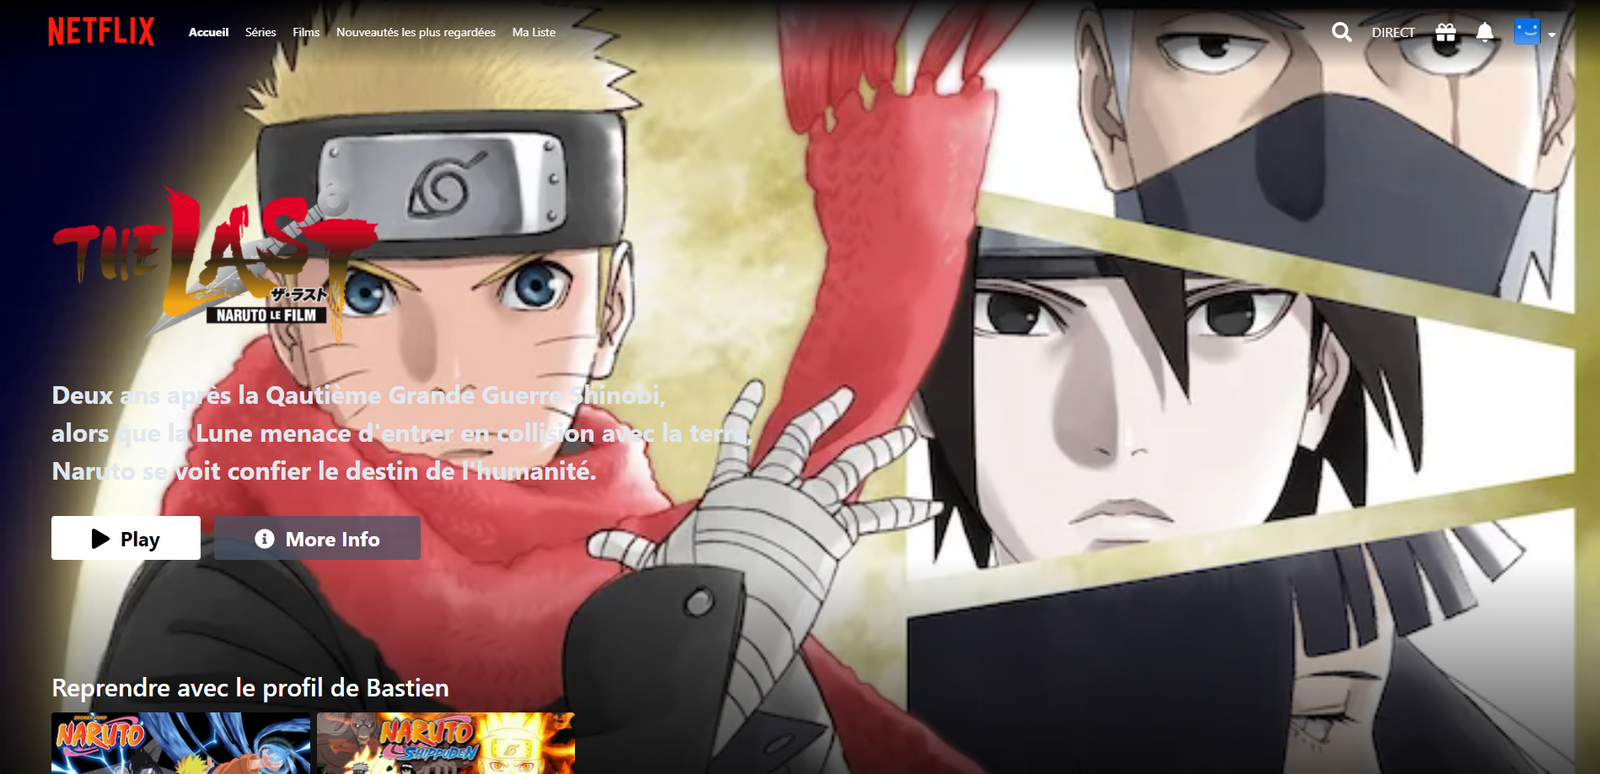 NETFLIX
Accueil Séries Films Nouveautés les plus regardées Ma Liste
DIRECT
THE LAST
ザ・ラスト
NARUTO LE FILM
Deux ans après la Qautième Grande Guerre Shinobi,
alors que la Lune menace d'entrer en collision avec la terre,
Naruto se voit confier le destin de l'humanité.
Play
More Info
Reprendre avec le profil de Bastien
NARUTO
NARUTO
SHIPPUDEN